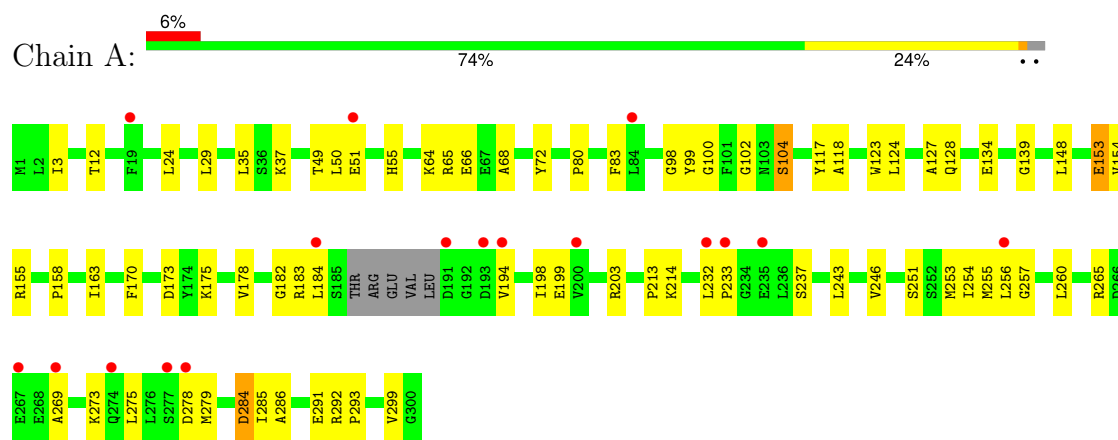 6%
Chain A:
74% 24%
M1 L2 I3 T12 F19 L24 L29 L35 S36 K37 T49 L50 E51 H55 K64 R65 E66 E67 A68 Y72 P80 F83 L84 G98 Y99 G100 F101 G102 N103 S104 Y117 A118 W123 L124 A127 Q128 E134 G139 L148 E153 V154
R155 P158 I163 F170 D173 Y174 K175 V178 G182 R183 L184 S185 THR ARG GLU VAL LEU D191 G192 D193 V194 I198 E199 V200 R203 P213 K214 L232 P233 G234 E235 L236 S237 L243 V246 S251 S252 M253 I254 M255 L256 G257 L260 R265 D266
E267 E268 A269 K273 Q274 L275 L276 S277 D278 M279 D284 I285 A286 E291 R292 P293 V299 G300